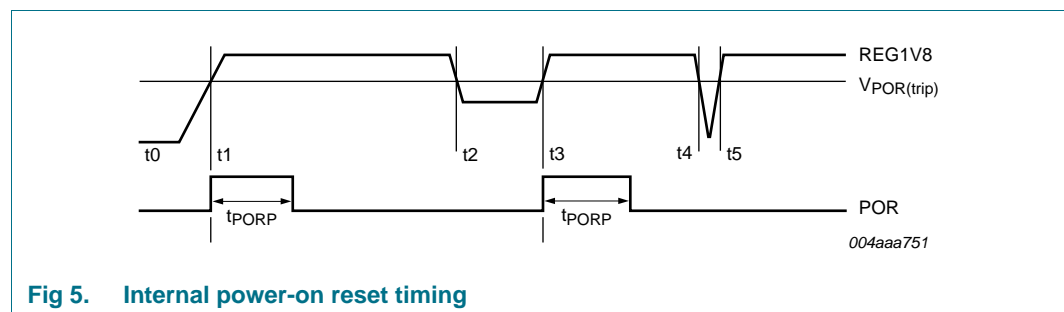 REG1V8
VPOR(trip)
t0 t1 t2 t3 t4 t5
tPORP tPORP POR
004aaa751
Fig 5. Internal power-on reset timing